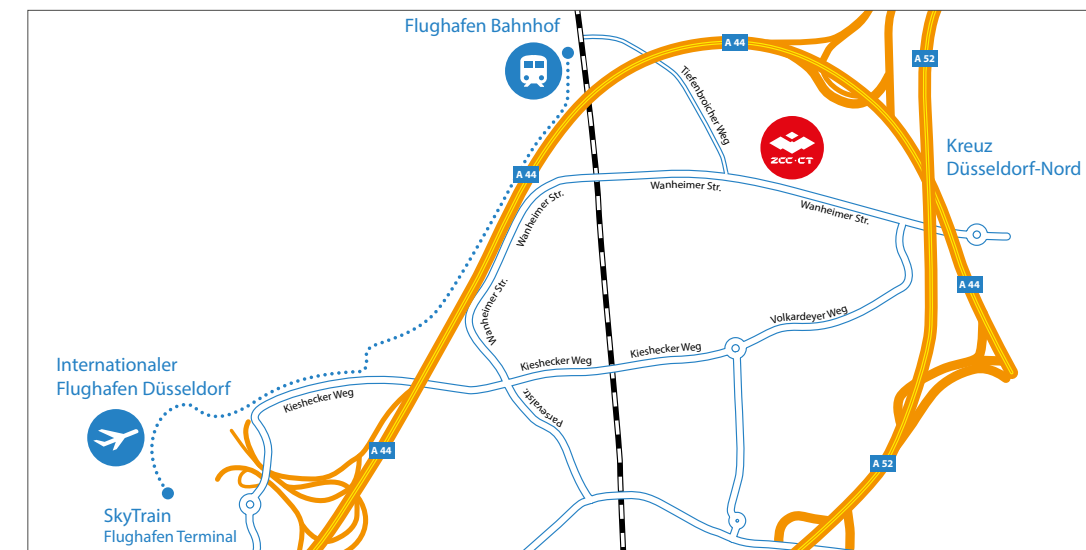 Flughafen Bahnhof
A 44
A 52
Tiefenbroicher Weg
ZCC·CT
Kreuz
Düsseldorf-Nord
A 44
Wanheimer Str.
Wanheimer Str.
Wanheimer Str.
A 44
Wanheimer Str.
Volkardeyer Weg
Kieshecker Weg
Kieshecker Weg
Internationaler
Flughafen Düsseldorf
Kieshecker Weg
Parsevalstr.
A 44
A 52
SkyTrain
Flughafen Terminal